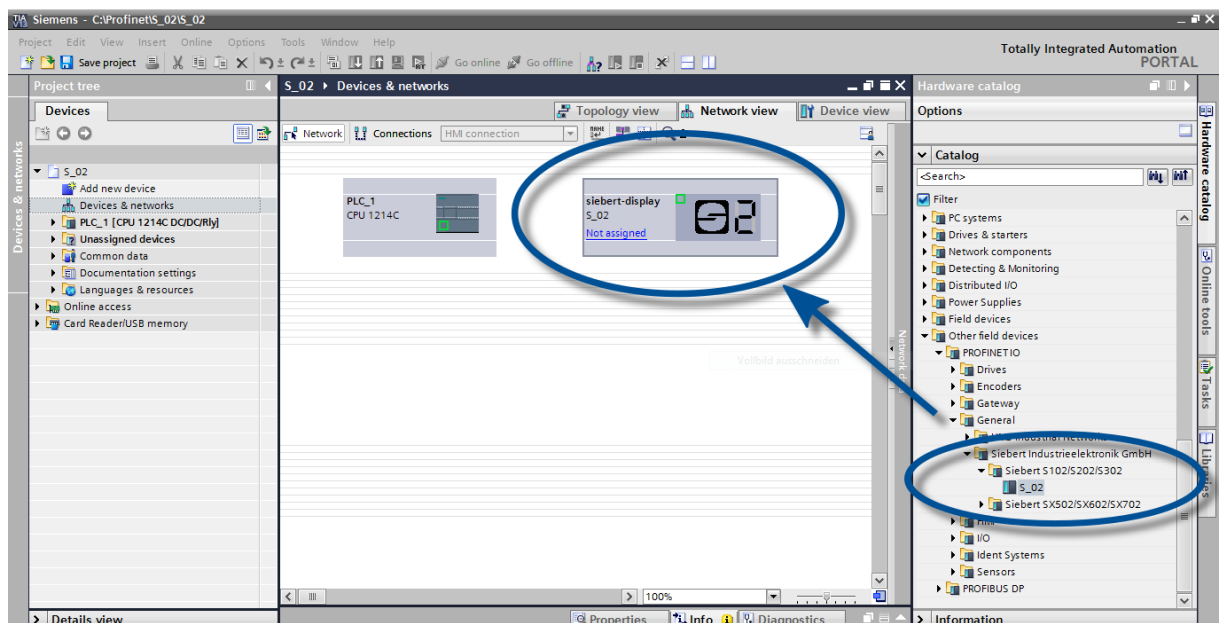 TIA V13 Siemens - C:\Profinet\S_02\S_02
Project Edit View Insert Online Options Tools Window Help
Totally Integrated Automation
PORTAL
Save project Go online Go offline
Project tree
S_02 Devices & networks
Hardware catalog
Devices
Topology view Network view Device view
Options
Network Connections HMI connection
Catalog
<Search>
Filter
S_02
Add new device
Devices & networks
PLC_1 [CPU 1214C DC/DC/Rly]
Unassigned devices
Common data
Documentation settings
Languages & resources
Online access
Card Reader/USB memory
PLC_1
CPU 1214C
siebert-display
S_02
Not assigned
02
Vollbild ausschneiden
PC systems
Drives & starters
Network components
Detecting & Monitoring
Distributed I/O
Power Supplies
Field devices
Other field devices
PROFINET IO
Drives
Encoders
Gateway
General
Siebert Industrieelektronik GmbH
Siebert S102/S202/S302
S_02
Siebert SX502/SX602/SX702
HMI
I/O
Ident Systems
Sensors
PROFIBUS DP
Devices & networks
Hardware catalog
Online tools
Tasks
Libraries
100%
Details view
Properties Info Diagnostics
Information